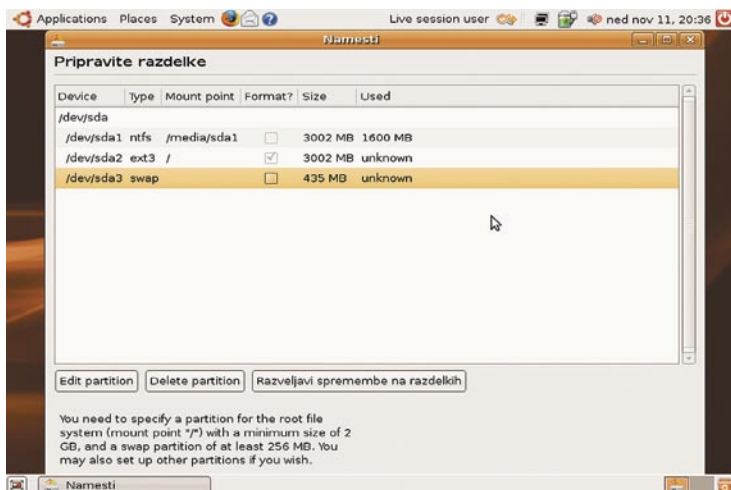 Applications Places System Live session user ned nov 11, 20:36
Namesti
Pripravite razdelke
Device Type Mount point Format? Size Used
/dev/sda
/dev/sda1 ntfs /media/sda1 3002 MB 1600 MB
/dev/sda2 ext3 / 3002 MB unknown
/dev/sda3 swap 435 MB unknown
Edit partition Delete partition Razveljavi spremembe na razdelkih
You need to specify a partition for the root file
system (mount point "/") with a minimum size of 2
GB, and a swap partition of at least 256 MB. You
may also set up other partitions if you wish.
Namesti